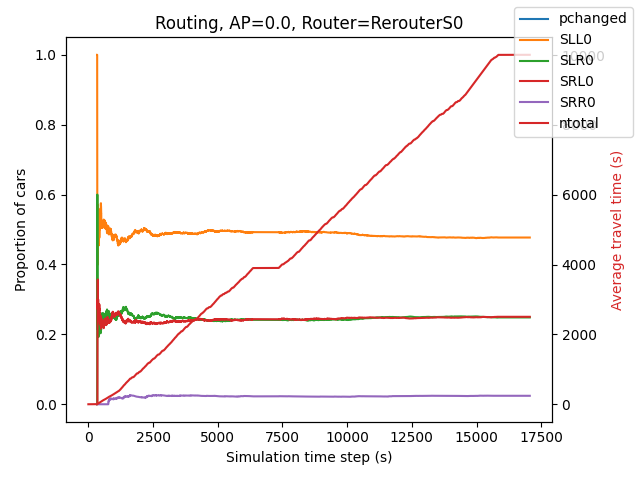 Routing, AP=0.0, Router=RerouterS0
pchanged
SLL0
SLR0
SRL0
SRR0
ntotal
Proportion of cars
1.0
0.8
0.6
0.4
0.2
0.0
10000
6000
4000
2000
0
Average travel time (s)
0 2500 5000 7500 10000 12500 15000 17500
Simulation time step (s)